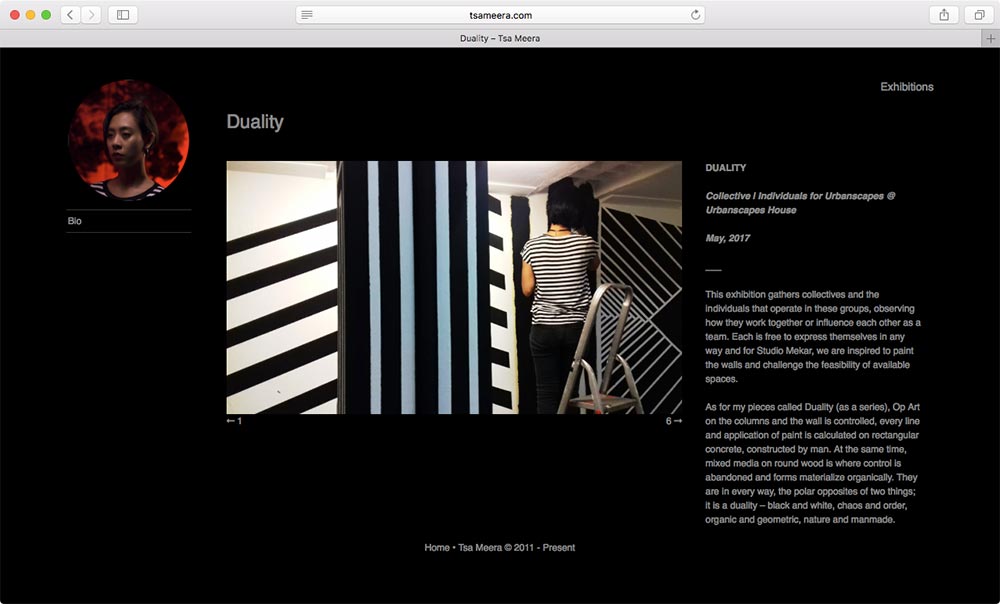 tsameera.com
Duality – Tsa Meera
Exhibitions
Bio
Duality
← 1
6 →
DUALITY
Collective I Individuals for Urbanscapes @
Urbanscapes House
May, 2017
This exhibition gathers collectives and the
individuals that operate in these groups, observing
how they work together or influence each other as a
team. Each is free to express themselves in any
way and for Studio Mekar, we are inspired to paint
the walls and challenge the feasibility of available
spaces.
As for my pieces called Duality (as a series), Op Art
on the columns and the wall is controlled, every line
and application of paint is calculated on rectangular
concrete, constructed by man. At the same time,
mixed media on round wood is where control is
abandoned and forms materialize organically. They
are in every way, the polar opposites of two things;
it is a duality – black and white, chaos and order,
organic and geometric, nature and manmade.
Home • Tsa Meera © 2011 - Present